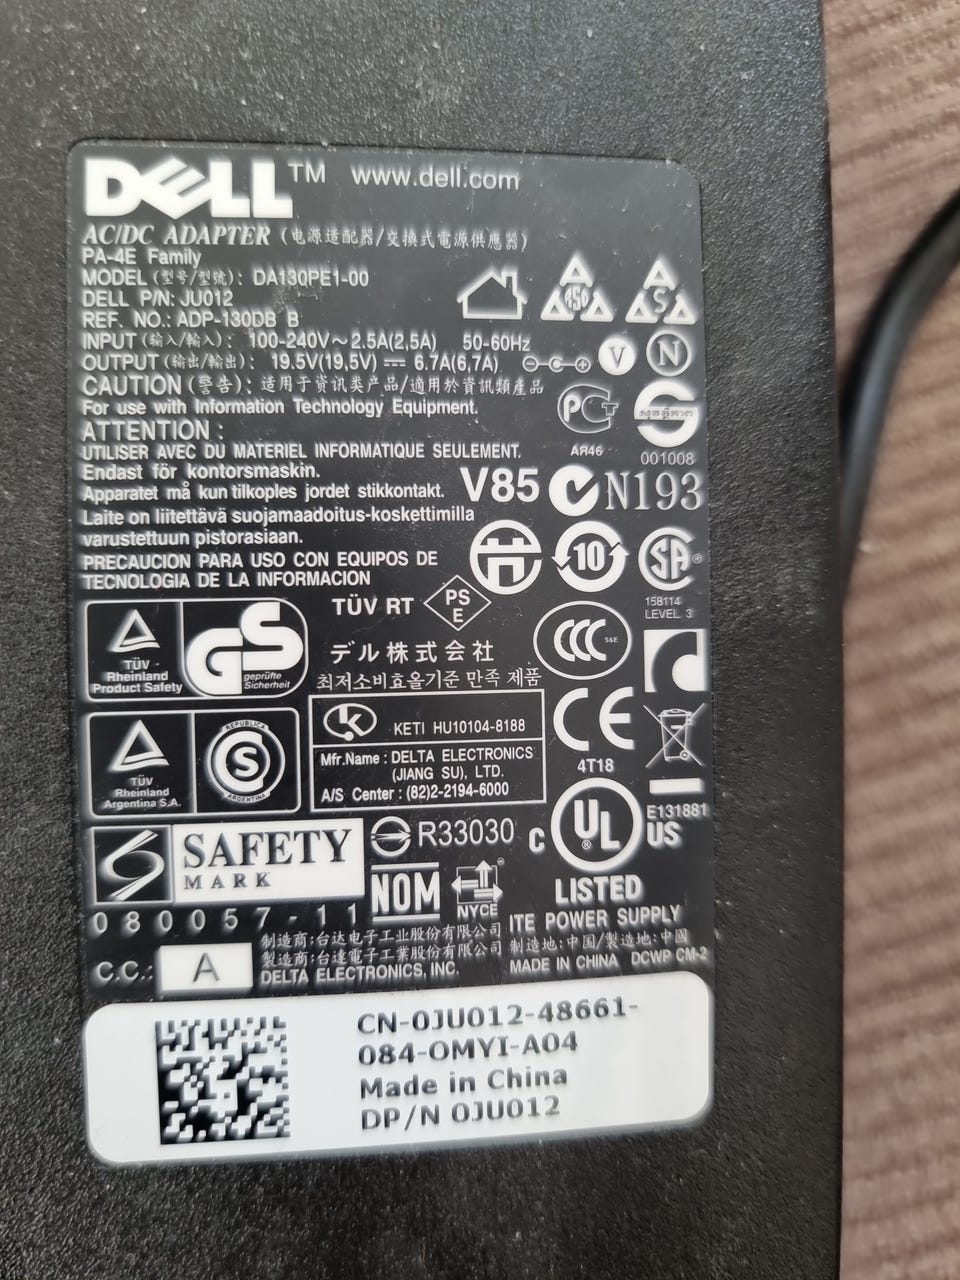 DELL™ www.dell.com
AC/DC ADAPTER (电源适配器/交換式電源供應器)
PA-4E Family
MODEL (型号/型號): DA130PE1-00
DELL P/N: JU012
REF. NO.: ADP-130DB B
INPUT (输入/輸入): 100-240V~2.5A(2,5A) 50-60Hz
OUTPUT (输出/輸出): 19.5V(19,5V) ⎓ 6.7A(6,7A)
V N
CAUTION (警告): 适用于资讯类产品/適用於資訊類產品
For use with Information Technology Equipment.
ATTENTION :
UTILISER AVEC DU MATERIEL INFORMATIQUE SEULEMENT.
Endast för kontorsmaskin.
Apparatet må kun tilkoples jordet stikkontakt.
Laite on liitettävä suojamaadoitus-koskettimilla
varustettuun pistorasiaan.
PRECAUCION PARA USO CON EQUIPOS DE
TECNOLOGIA DE LA INFORMACION
S
PCT
AЯ46
001008
V85 N193
10
SA®
158114
LEVEL 3
TÜV RT PS E
TÜV
Rheinland
Product Safety
GS
geprüfte
Sicherheit
デル株式会社
최저소비효율기준 만족 제품
CCC S&E
TÜV
Rheinland
Argentina S.A.
REPUBLICA
S
ARGENTINA
KETI HU10104-8188
Mfr.Name : DELTA ELECTRONICS
(JIANG SU), LTD.
A/S Center : (82)2-2194-6000
CE
4T18
SAFETY
MARK
080057-11
R33030
NOM NYCE
C UL® US
E131881
LISTED
ITE POWER SUPPLY
C.C.: A
制造商:台达电子工业股份有限公司
製造商:台達電子工業股份有限公司
DELTA ELECTRONICS, INC.
制造地:中国/製造地:中國
MADE IN CHINA DCWP CM-2
CN-0JU012-48661-
084-0MYI-A04
Made in China
DP/N 0JU012